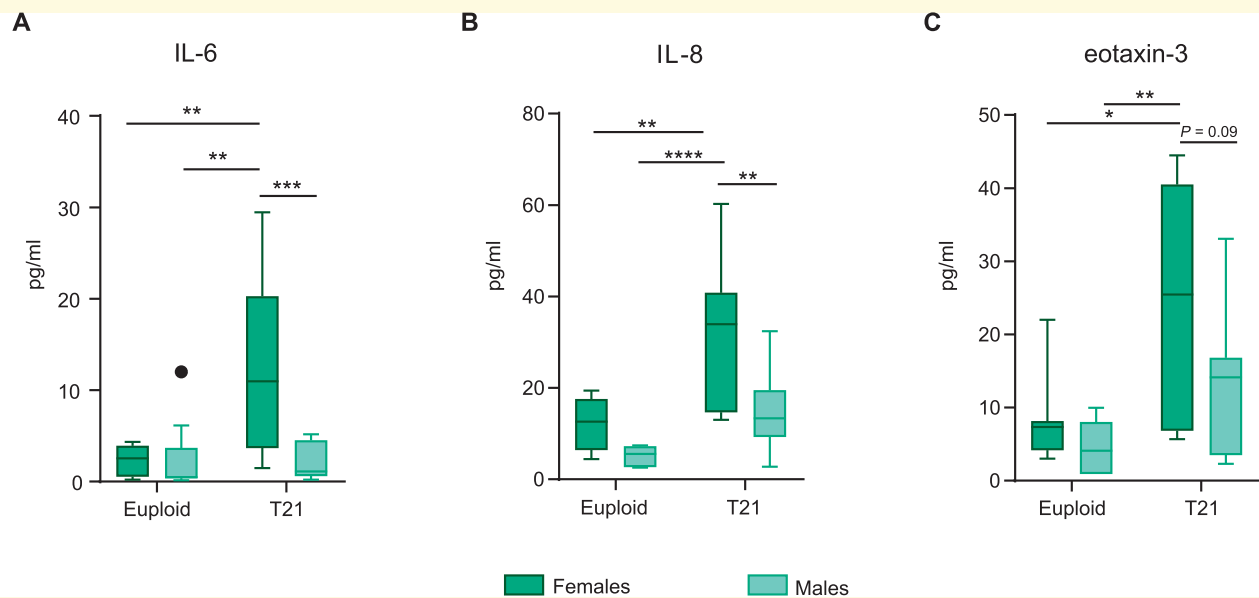 A
IL-6
pg/ml
40
30
20
10
0
**
**
***
Euploid
T21
B
IL-8
pg/ml
80
60
40
20
0
**
****
**
Euploid
T21
C
eotaxin-3
pg/ml
50
40
30
20
10
0
**
*
P = 0.09
Euploid
T21
Females
Males